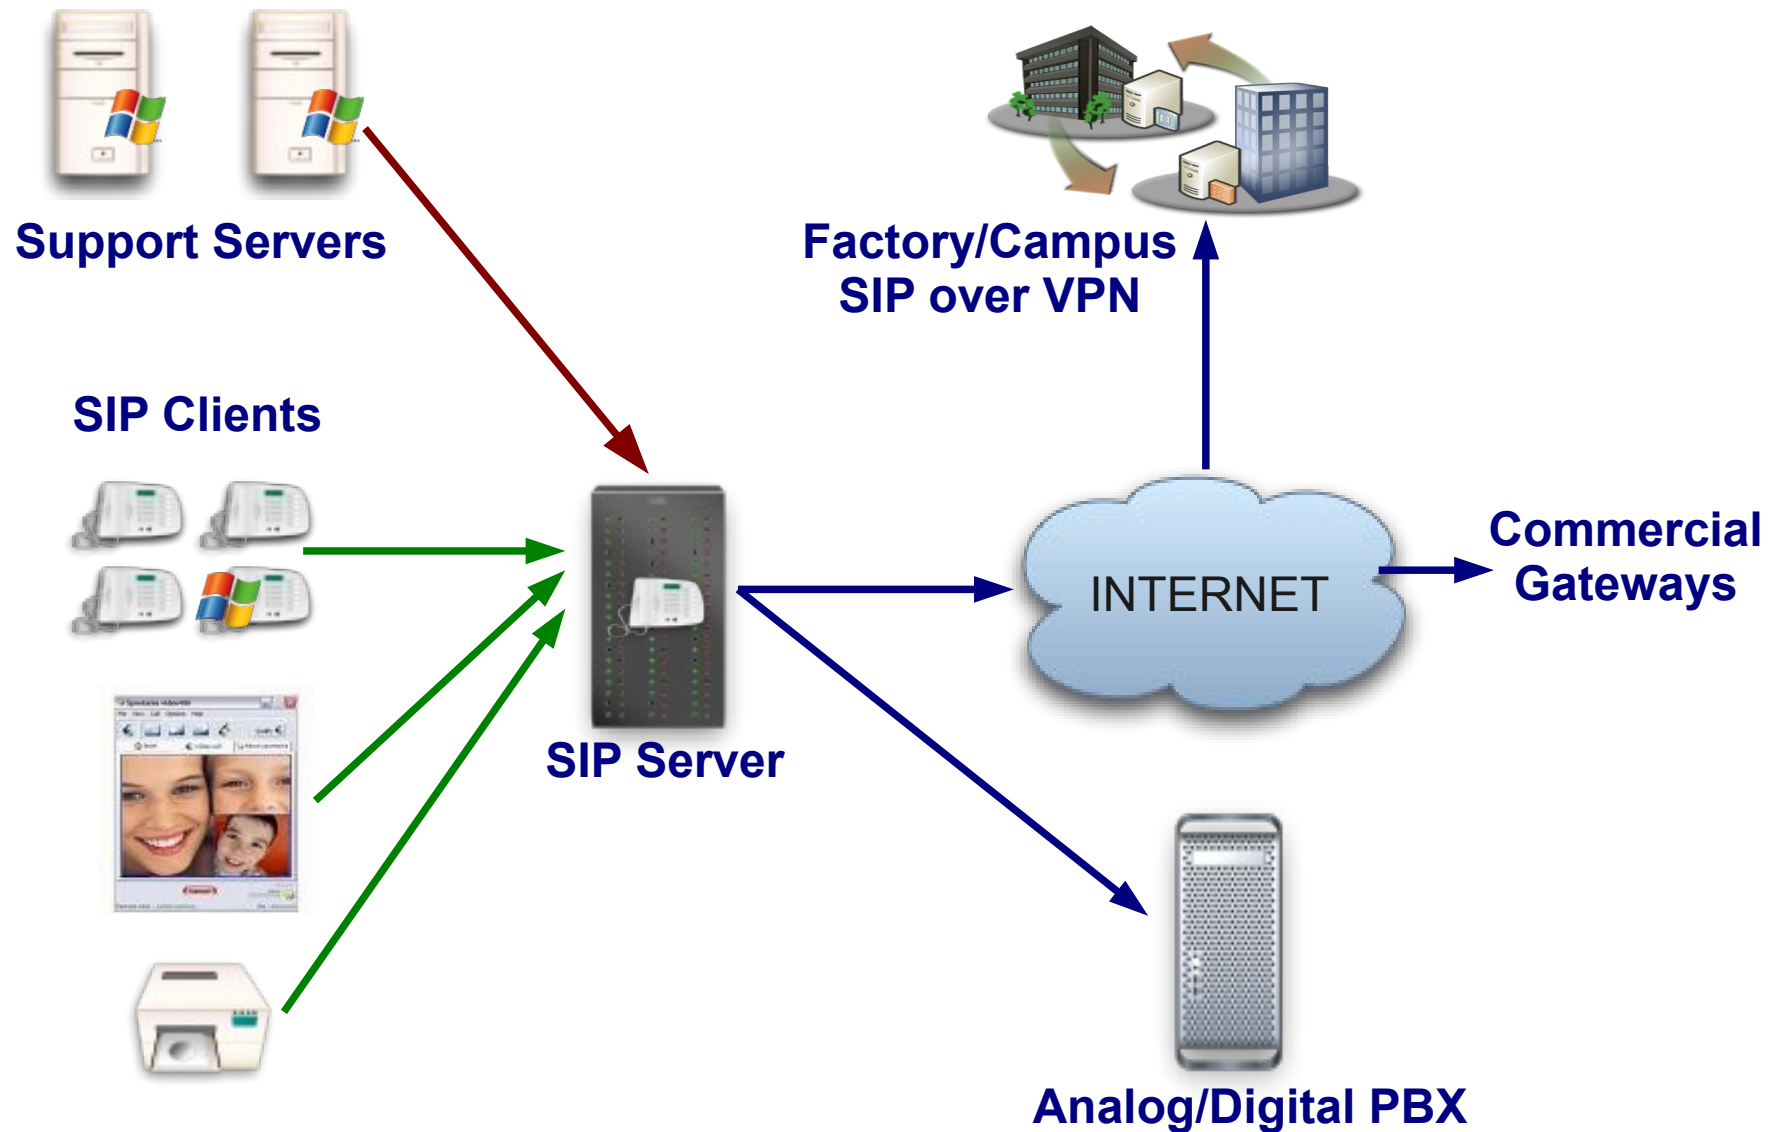 Support Servers
Factory/Campus
SIP over VPN
SIP Clients
Commercial
Gateways
INTERNET
SIP Server
Analog/Digital PBX